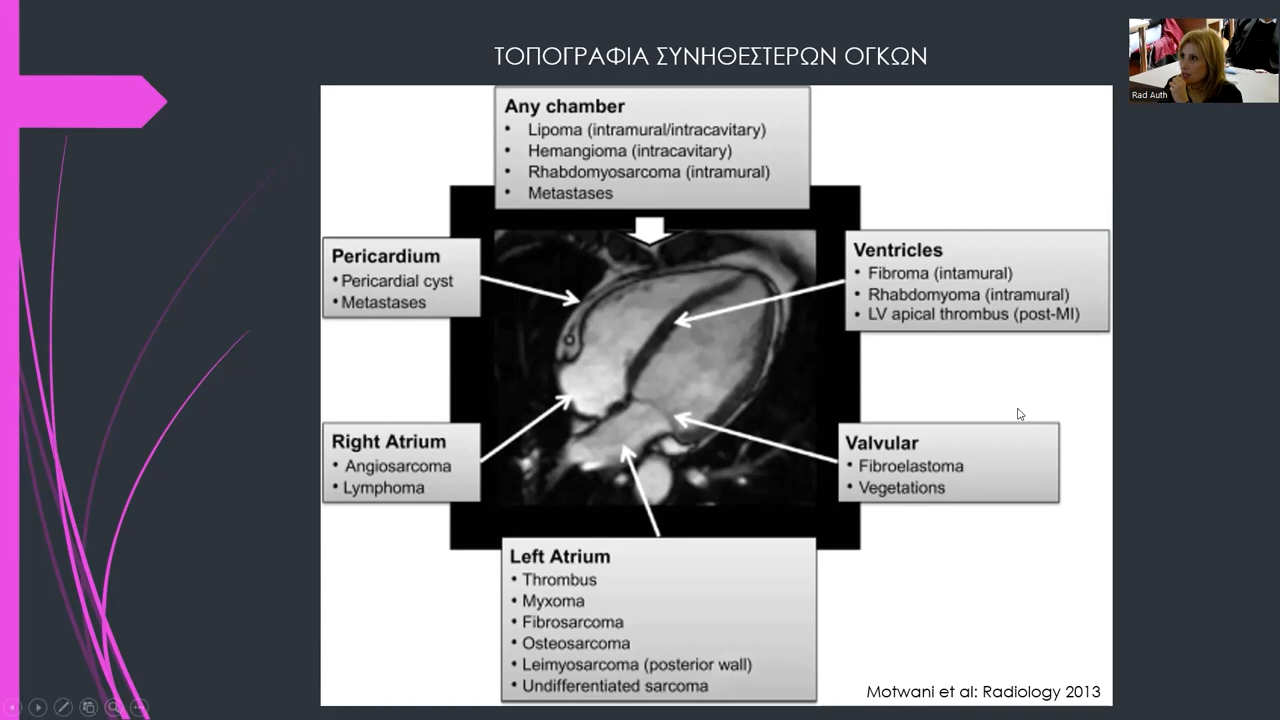 ΤΟΠΟΓΡΑΦΙΑ ΣΥΝΗΘΕΣΤΕΡΩΝ ΟΓΚΩΝ
Rad Auth
Any chamber
• Lipoma (intramural/intracavitary)
• Hemangioma (intracavitary)
• Rhabdomyosarcoma (intramural)
• Metastases
Pericardium
• Pericardial cyst
• Metastases
Ventricles
• Fibroma (intamural)
• Rhabdomyoma (intramural)
• LV apical thrombus (post-MI)
Right Atrium
• Angiosarcoma
• Lymphoma
Valvular
• Fibroelastoma
• Vegetations
Left Atrium
• Thrombus
• Myxoma
• Fibrosarcoma
• Osteosarcoma
• Leimyosarcoma (posterior wall)
• Undifferentiated sarcoma
Motwani et al: Radiology 2013